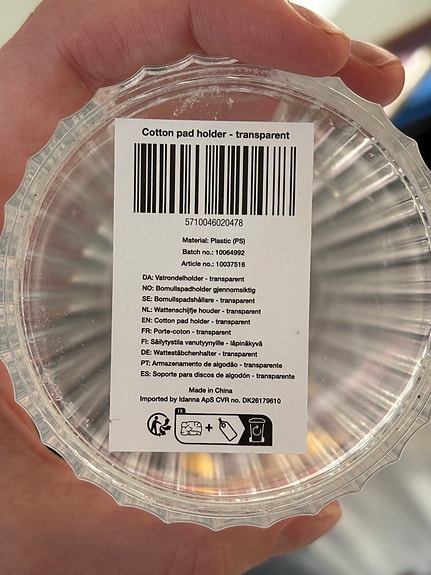 Cotton pad holder - transparent
5710046020478
Material: Plastic (PS)
Batch no.: 10064992
Article no.: 10037516
DA: Vatrondelholder - transparent
NO: Bomullspadholder gjennomsiktig
SE: Bomullspadshållare - transparent
NL: Wattenschijfje houder - transparent
EN: Cotton pad holder - transparent
FR: Porte-coton - transparent
FI: Säilytystila vanutyynyille - läpinäkyvä
DE: Wattestäbchenhalter - transparent
PT: Armazenamento de algodão - transparente
ES: Soporte para discos de algodón - transparente
Made in China
Imported by Idanna ApS CVR no. DK26179610
FR
+